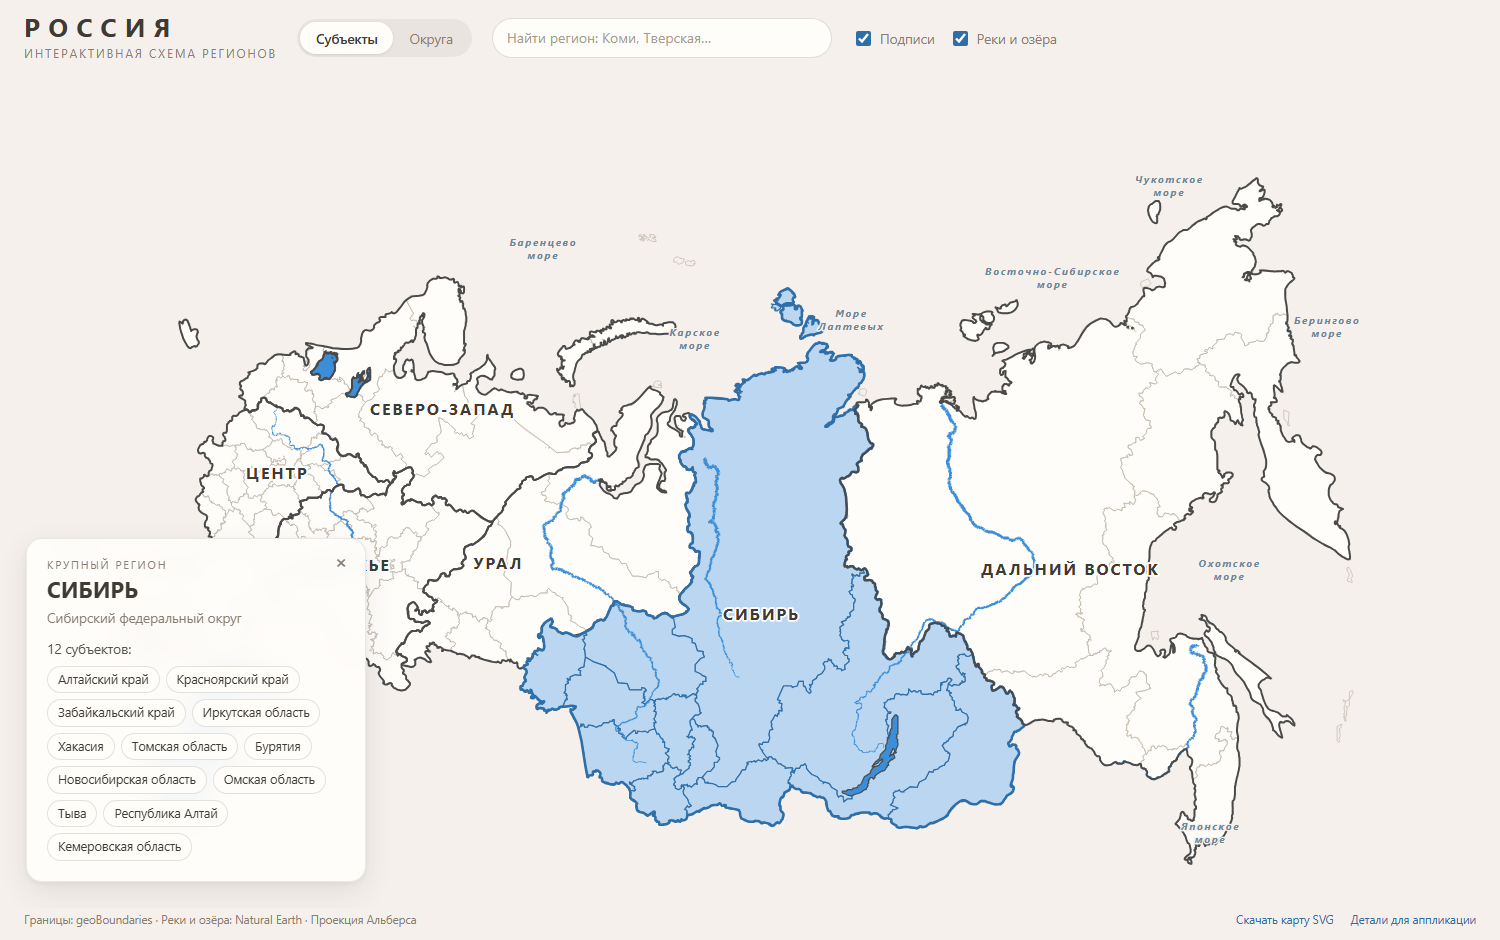 РОССИЯ
ИНТЕРАКТИВНАЯ СХЕМА РЕГИОНОВ
Субъекты
Округа
Найти регион: Коми, Тверская...
Подписи
Реки и озёра
Чукотское
море
Баренцево
море
Восточно-Сибирское
море
Море
Лаптевых
Карское
море
Берингово
море
СЕВЕРО-ЗАПАД
ЦЕНТР
УРАЛ
ЬЕ
ДАЛЬНИЙ ВОСТОК
Охотское
море
СИБИРЬ
Японское
море
КРУПНЫЙ РЕГИОН
×
СИБИРЬ
Сибирский федеральный округ
12 субъектов:
Алтайский край
Красноярский край
Забайкальский край
Иркутская область
Хакасия
Томская область
Бурятия
Новосибирская область
Омская область
Тыва
Республика Алтай
Кемеровская область
Границы: geoBoundaries · Реки и озёра: Natural Earth · Проекция Альберса
Скачать карту SVG
Детали для аппликации